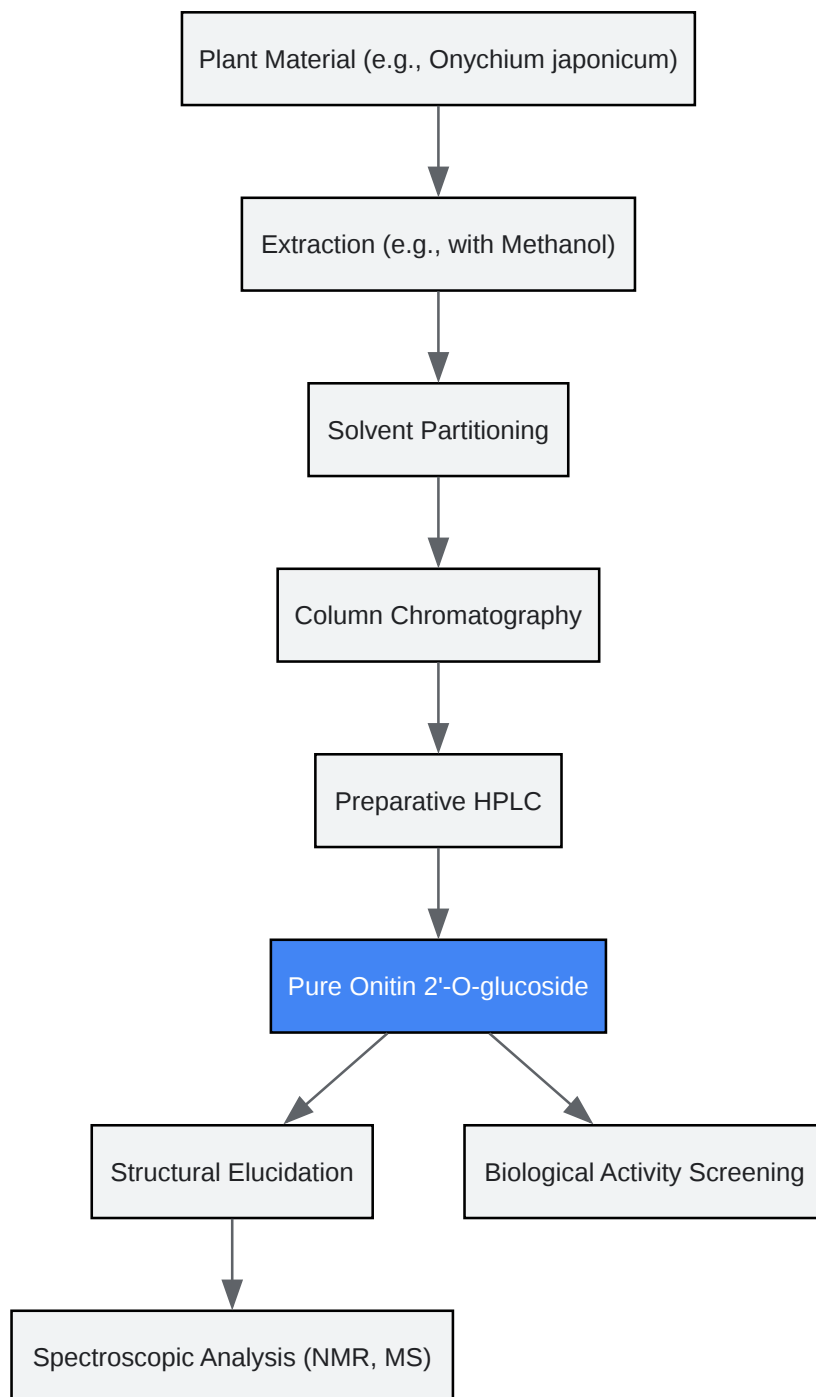 Plant Material (e.g., Onychium japonicum)
Extraction (e.g., with Methanol)
Solvent Partitioning
Column Chromatography
Preparative HPLC
Pure Onitin 2'-O-glucoside
Structural Elucidation
Biological Activity Screening
Spectroscopic Analysis (NMR, MS)